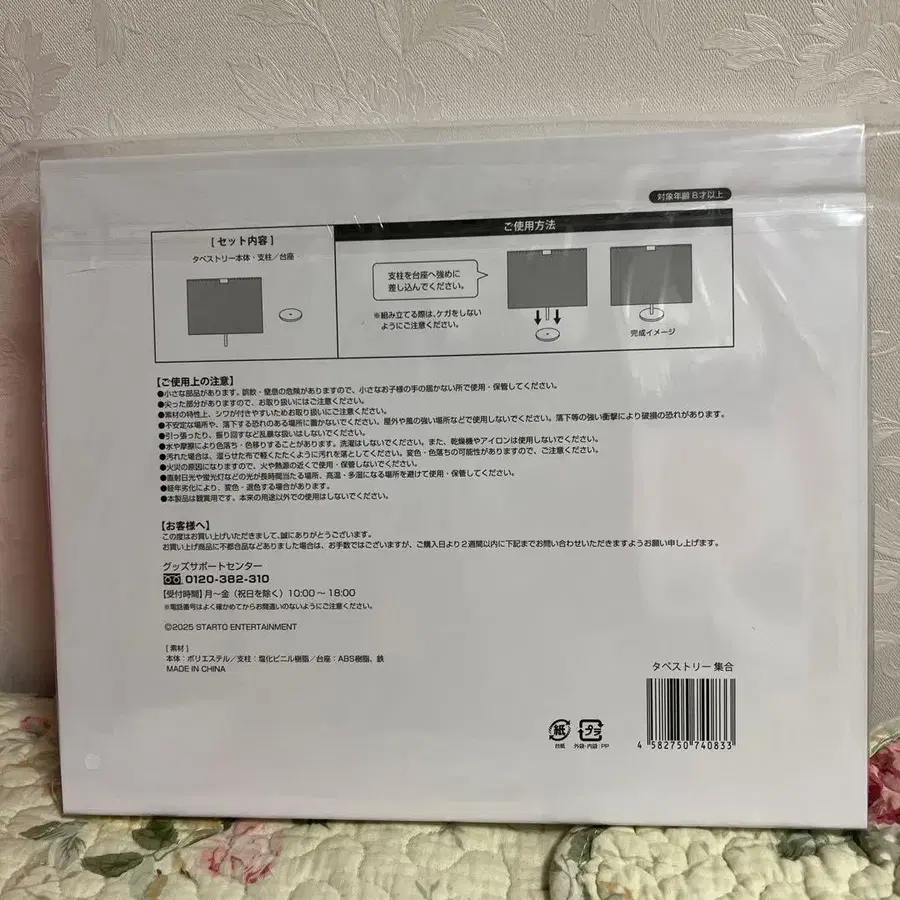 対象年齢 8才以上
[ セット内容 ]
タペストリー本体・支柱／台座
ご使用方法
支柱を台座へ強めに
差し込んでください。
※組み立てる際は、ケガをしない
ようにご注意ください。
完成イメージ
【ご使用上の注意】
●小さな部品があります。誤飲・窒息の危険がありますので、小さなお子様の手の届かない所で使用・保管してください。
●尖った部分がありますので、お取り扱いにはご注意ください。
●素材の特性上、シワが付きやすいためお取り扱いにご注意ください。
●不安定な場所や、落下する恐れのある場所に置かないでください。屋外や風の強い場所などで使用しないでください。落下等の強い衝撃により破損の恐れがあります。
●引っ張ったり、振り回すなど乱暴な扱いはしないでください。
●水や摩擦により色落ち・色移りすることがあります。洗濯はしないでください。また、乾燥機やアイロンは使用しないでください。
●汚れた場合は、湿らせた布で軽くたたくように汚れを落としてください。変色・色落ちの可能性がありますので、ご注意ください。
●火災の原因になりますので、火や熱源の近くで使用・保管しないでください。
●直射日光や蛍光灯などの光が長時間当たる場所、高温・多湿になる場所を避けて使用・保管してください。
●経年劣化により、変色・退色する場合があります。
●本製品は観賞用です。本来の用途以外での使用はしないでください。
【お客様へ】
この度はお買い上げいただきまして、誠にありがとうございます。
お買い上げ商品に不都合品などありました場合は、お手数ではございますが、ご購入日より2週間以内に下記までお問い合わせいただきますようお願い申し上げます。
グッズサポートセンター
0120-382-310
【受付時間】月〜金（祝日を除く）10:00〜18:00
※電話番号はよく確かめてからお間違いのないようにご注意ください。
©2025 STARTO ENTERTAINMENT
[ 素材 ]
本体：ポリエステル／支柱：塩化ビニル樹脂／台座：ABS樹脂、鉄
MADE IN CHINA
タペストリー 集合
紙
台紙
プラ
外袋・内袋：PP
4 582750 740833